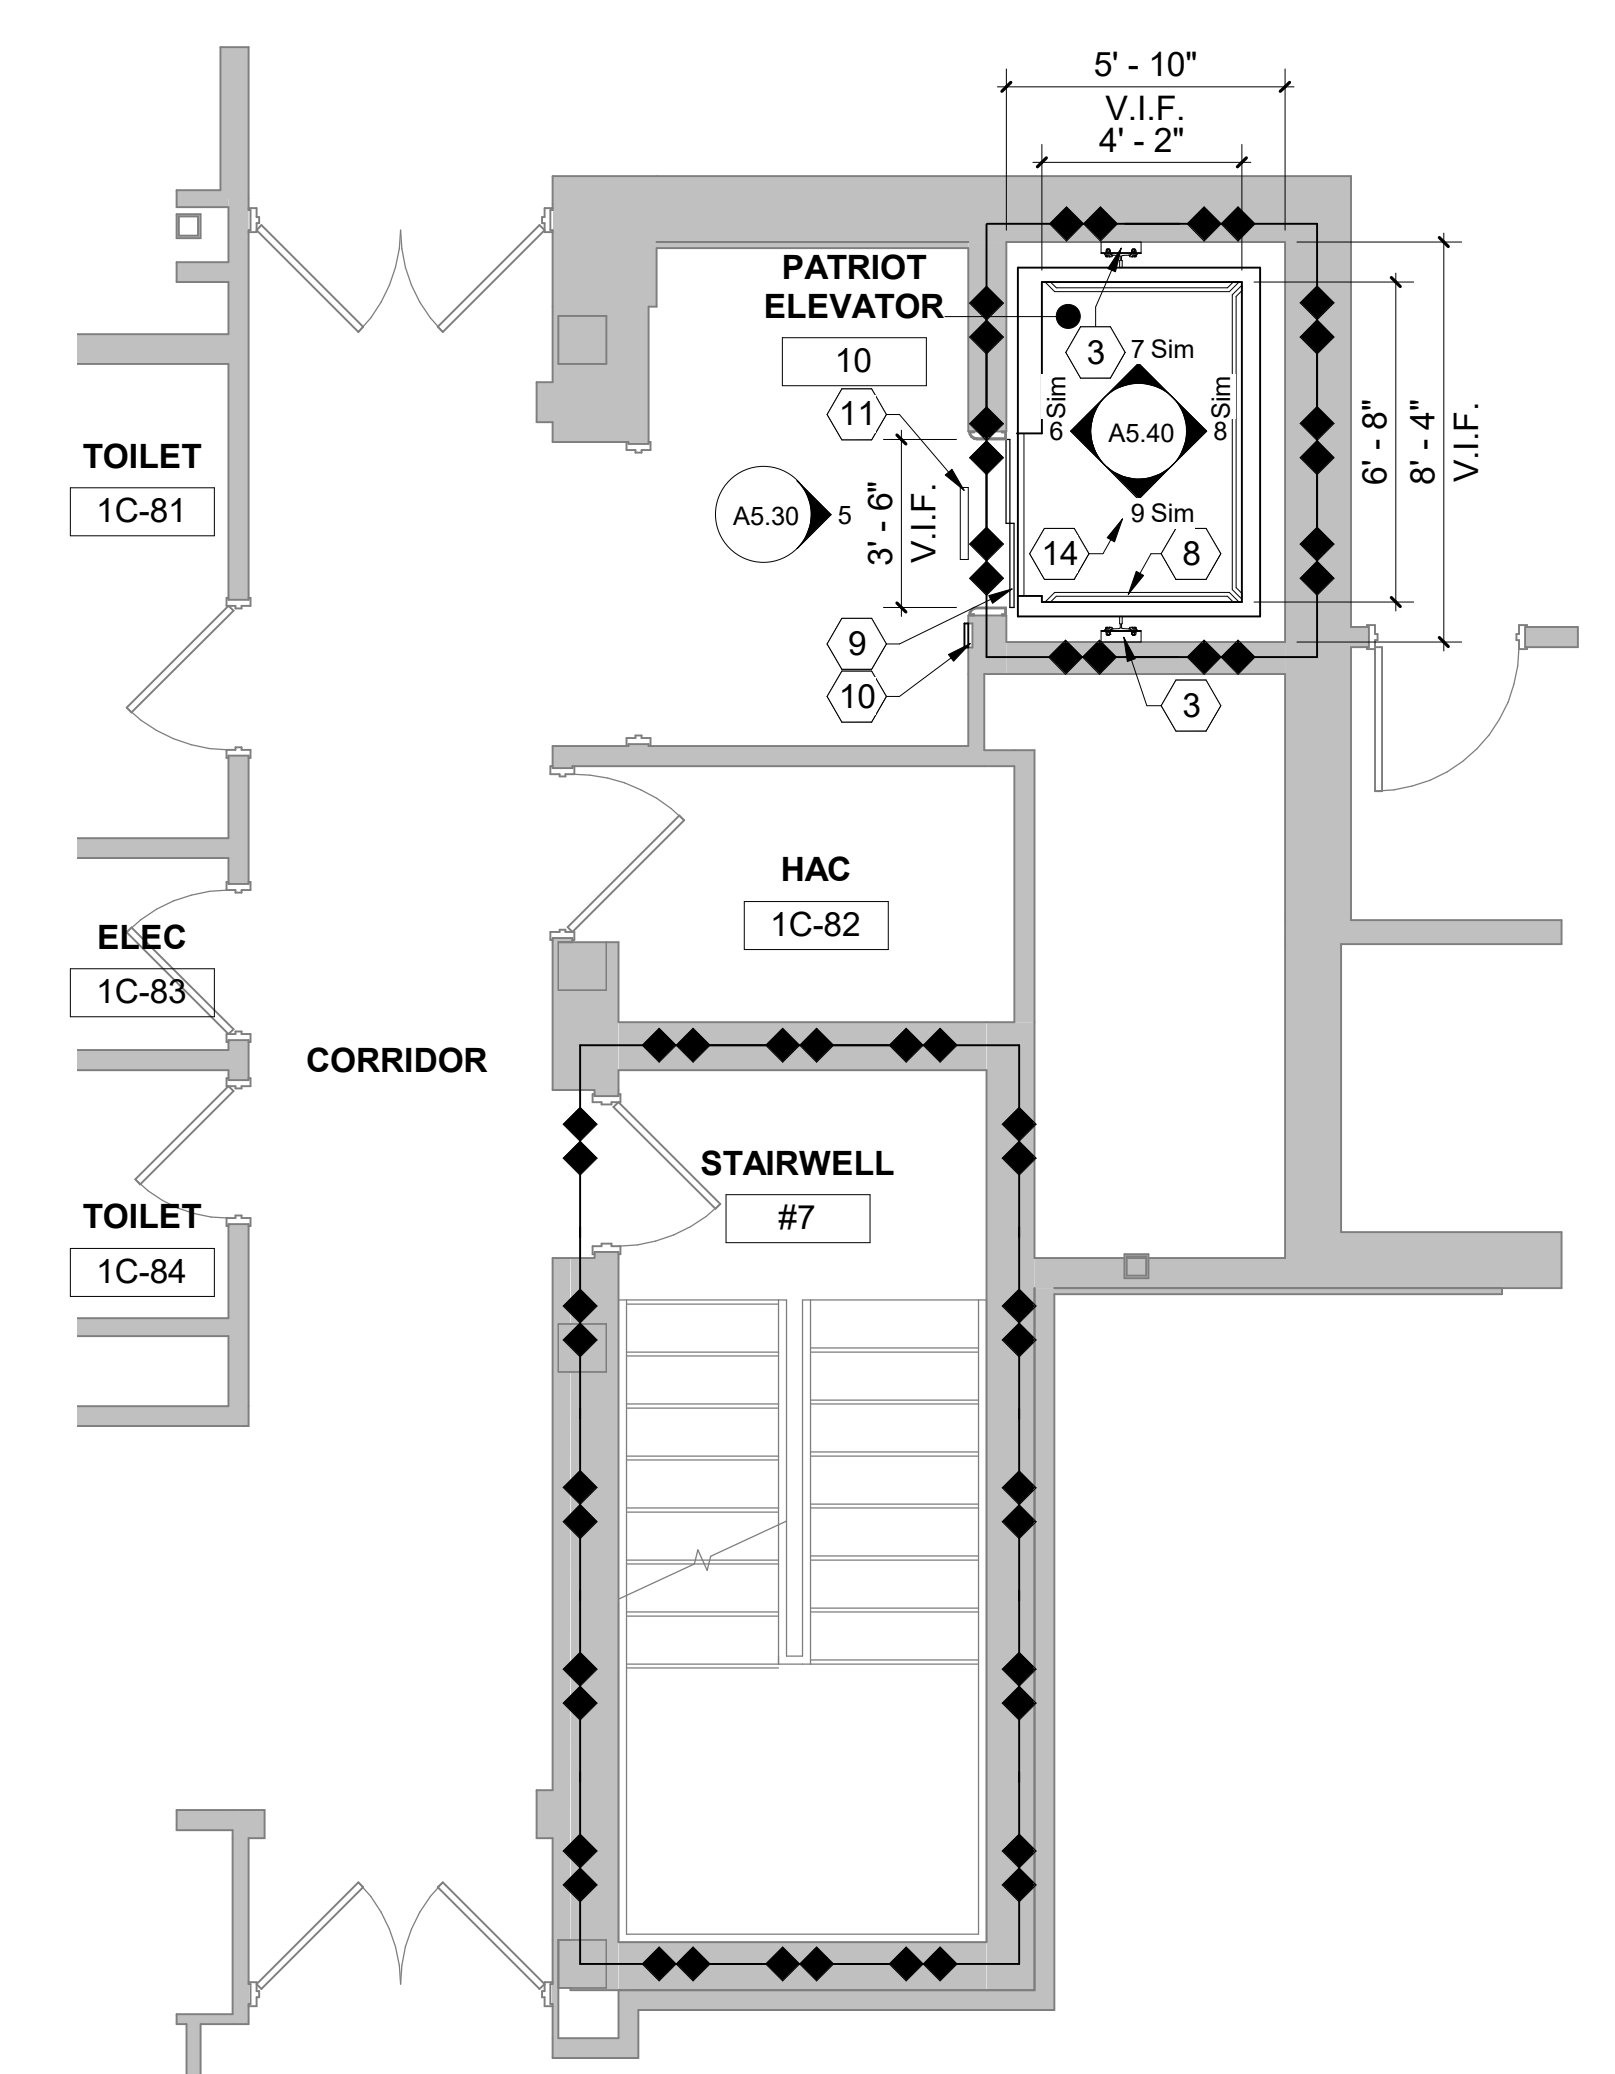 5' - 10"
V.I.F.
4' - 2"
PATRIOT
ELEVATOR
10
11
3
7 Sim
6 Sim
A5.40
8 Sim
9 Sim
6' - 8"
8' - 4"
V.I.F.
14
8
A5.30
5
3' - 6"
V.I.F.
9
10
3
TOILET
1C-81
HAC
1C-82
ELEC
1C-83
CORRIDOR
STAIRWELL
#7
TOILET
1C-84